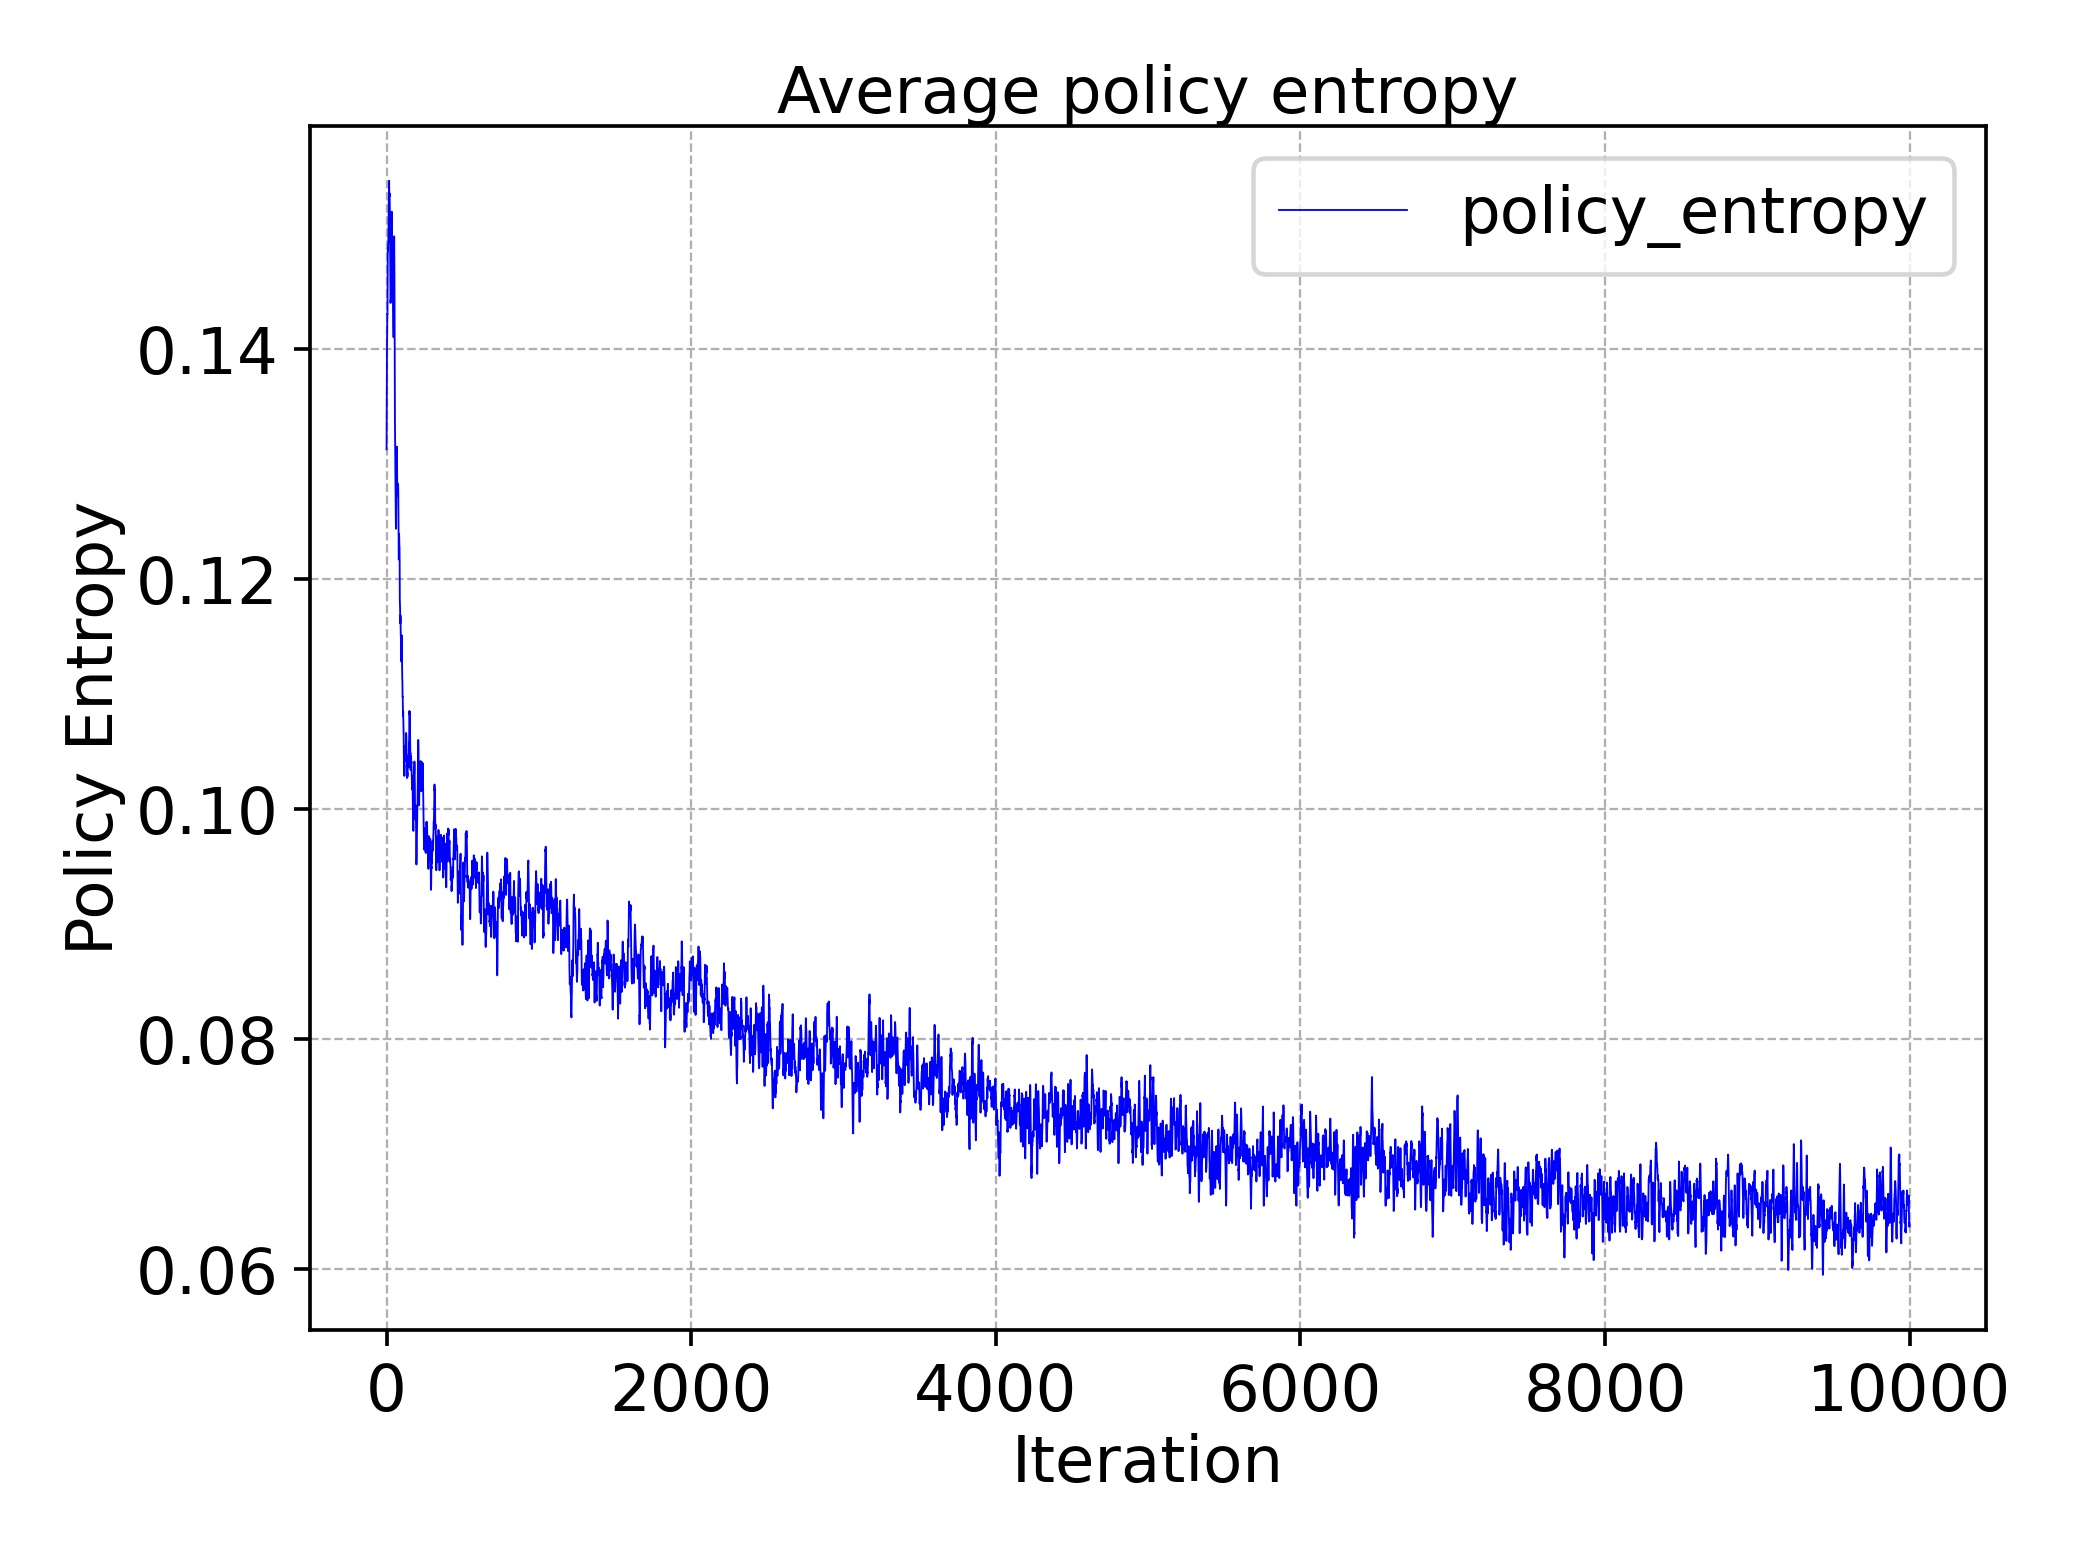 Average policy entropy
policy_entropy
Policy Entropy
0.14
0.12
0.10
0.08
0.06
0 2000 4000 6000 8000 10000
Iteration